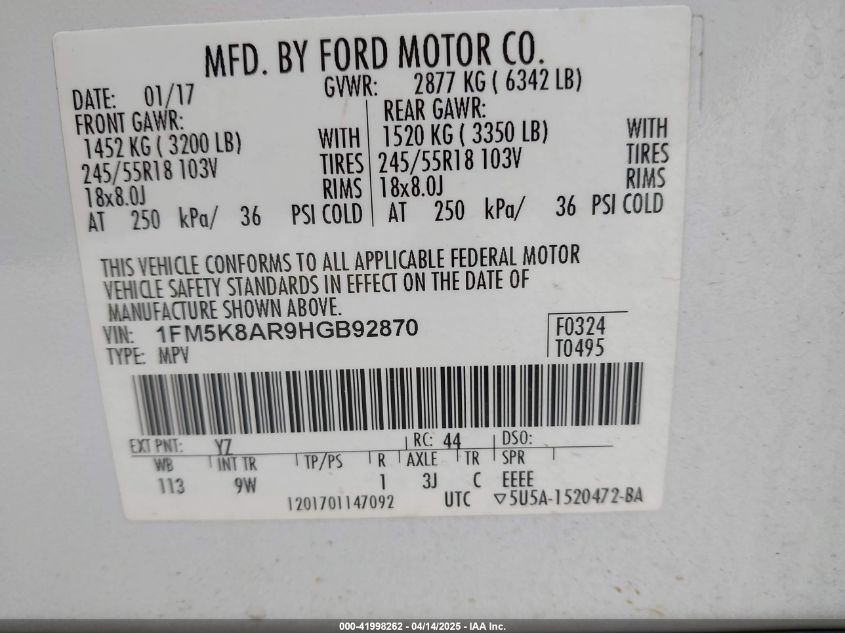 MFD. BY FORD MOTOR CO.
DATE: 01/17 GVWR: 2877 KG ( 6342 LB)
FRONT GAWR: REAR GAWR:
1452 KG ( 3200 LB) WITH 1520 KG ( 3350 LB) WITH
245/55R18 103V TIRES 245/55R18 103V TIRES
18x8.0J RIMS 18x8.0J RIMS
AT 250 kPa/ 36 PSI COLD AT 250 kPa/ 36 PSI COLD
THIS VEHICLE CONFORMS TO ALL APPLICABLE FEDERAL MOTOR
VEHICLE SAFETY STANDARDS IN EFFECT ON THE DATE OF
MANUFACTURE SHOWN ABOVE.
VIN: 1FM5K8AR9HGB92870 F0324
TYPE: MPV T0495
EXT PNT: YZ RC: 44 DSO:
WB INT TR TP/PS R AXLE TR SPR
113 9W 1 3J C EEEE
1201701147092 UTC ▽5U5A-1520472-BA
000-41998262 - 04/14/2025 - IAA Inc.